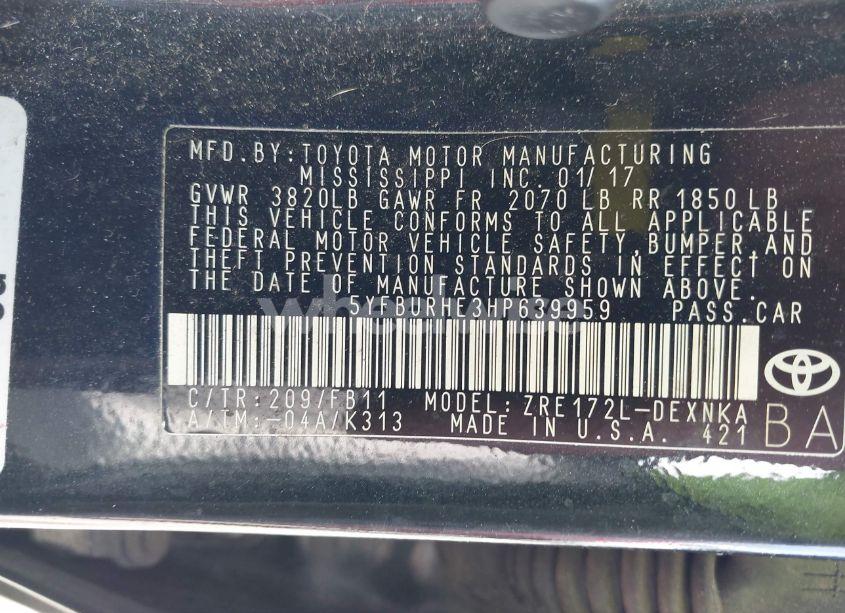 MFD.BY:TOYOTA MOTOR MANUFACTURING
MISSISSIPPI INC. 01/17
GVWR 3820LB GAWR FR 2070 LB RR 1850 LB
THIS VEHICLE CONFORMS TO ALL APPLICABLE
FEDERAL MOTOR VEHICLE SAFETY, BUMPER, AND
THEFT PREVENTION STANDARDS IN EFFECT ON
THE DATE OF MANUFACTURE SHOWN ABOVE.
5YFBURHE3HP639959 PASS.CAR
C/TR:209/FB11 MODEL:ZRE172L-DEXNKA
A/TM:-04A/K313 MADE IN U.S.A. 421
BA